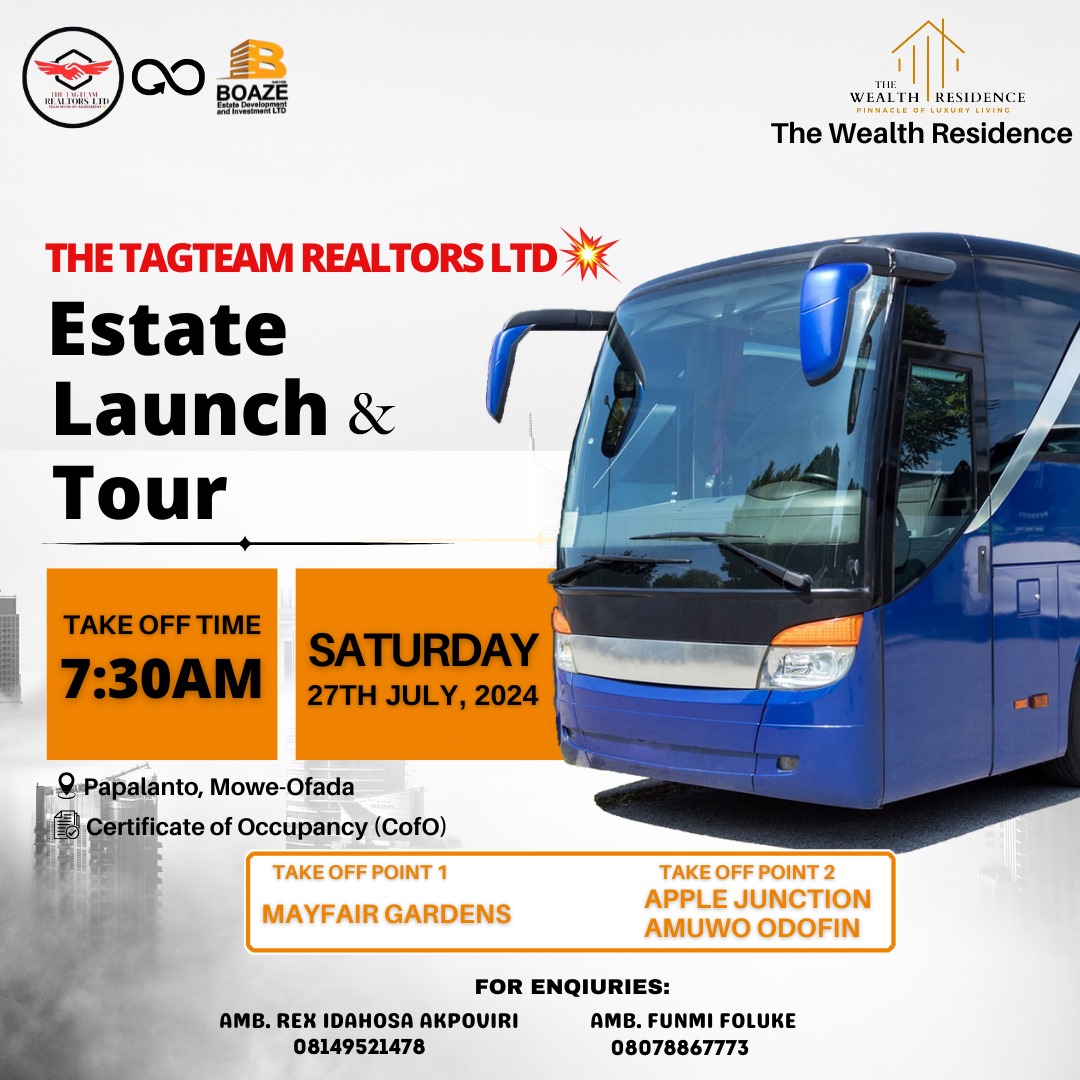 THE TAGTEAM
REALTORS LTD
BOAZE
Estate Development
and Investment LTD
THE
WEALTH RESIDENCE
PINNACLE OF LUXURY LIVING
The Wealth Residence
THE TAGTEAM REALTORS LTD
Estate
Launch &
Tour
TAKE OFF TIME
7:30AM
SATURDAY
27TH JULY, 2024
Papalanto, Mowe-Ofada
Certificate of Occupancy (CofO)
TAKE OFF POINT 1
MAYFAIR GARDENS
TAKE OFF POINT 2
APPLE JUNCTION
AMUWO ODOFIN
FOR ENQIURIES:
AMB. REX IDAHOSA AKPOVIRI
08149521478
AMB. FUNMI FOLUKE
08078867773